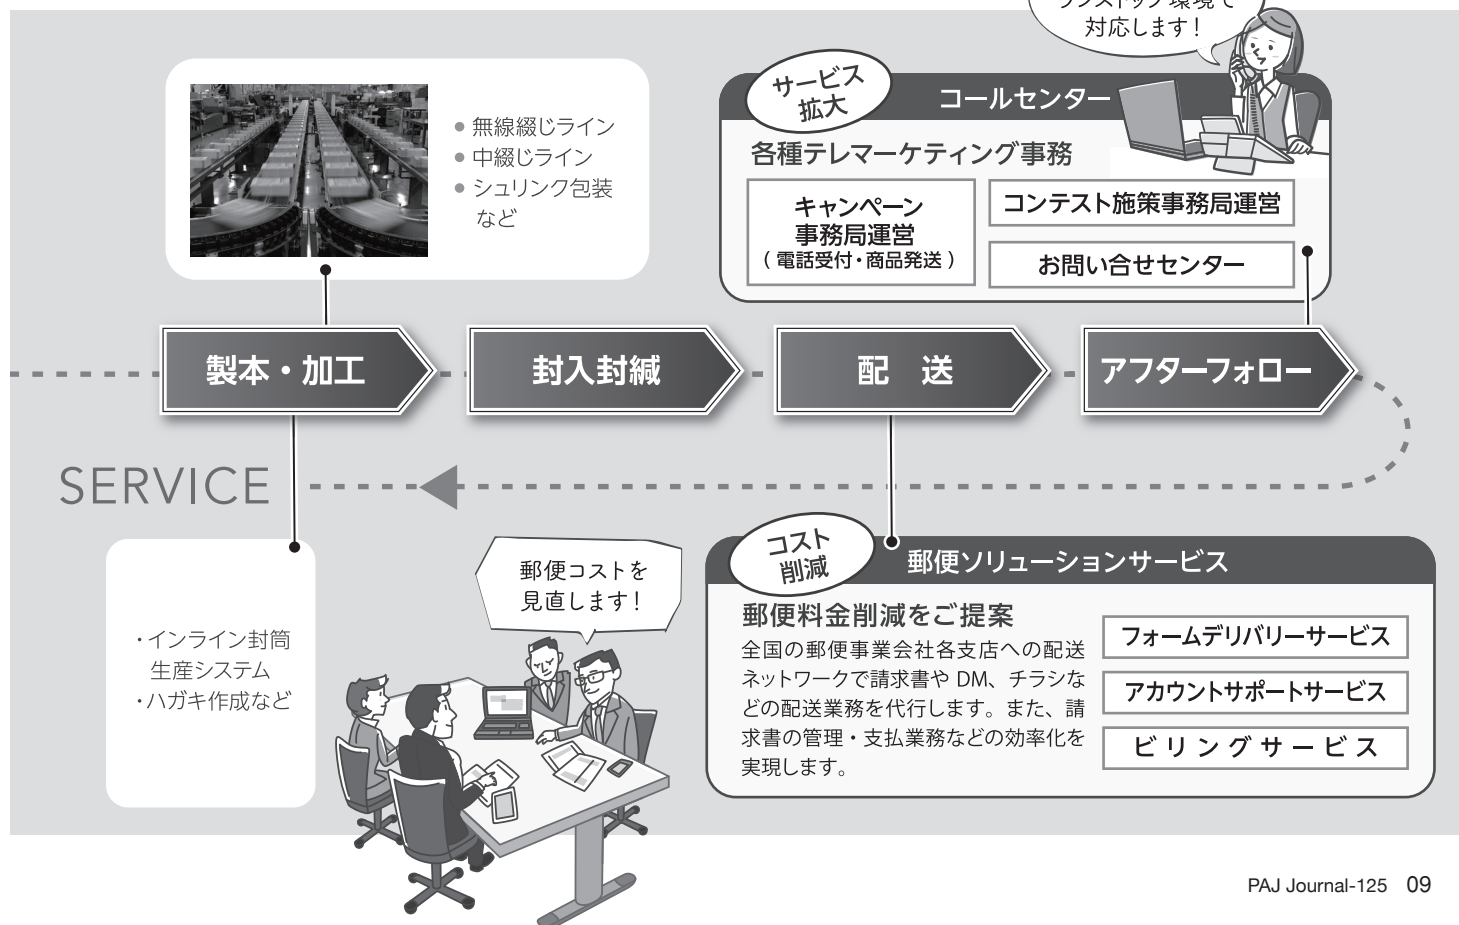 対応します！
サービス
拡大
コールセンター
各種テレマーケティング事務
キャンペーン
事務局運営
（ 電話受付・商品発送 ）
コンテスト施策事務局運営
お問い合せセンター
● 無線綴じライン
● 中綴じライン
● シュリンク包装
など
製本・加工
封入封緘
配　送
アフターフォロー
SERVICE
・インライン封筒
生産システム
・ハガキ作成など
郵便コストを
見直します！
コスト
削減
郵便ソリューションサービス
郵便料金削減をご提案
全国の郵便事業会社各支店への配送
ネットワークで請求書や DM、チラシな
どの配送業務を代行します。また、請
求書の管理・支払業務などの効率化を
実現します。
フォームデリバリーサービス
アカウントサポートサービス
ビリングサービス
PAJ Journal-125 09